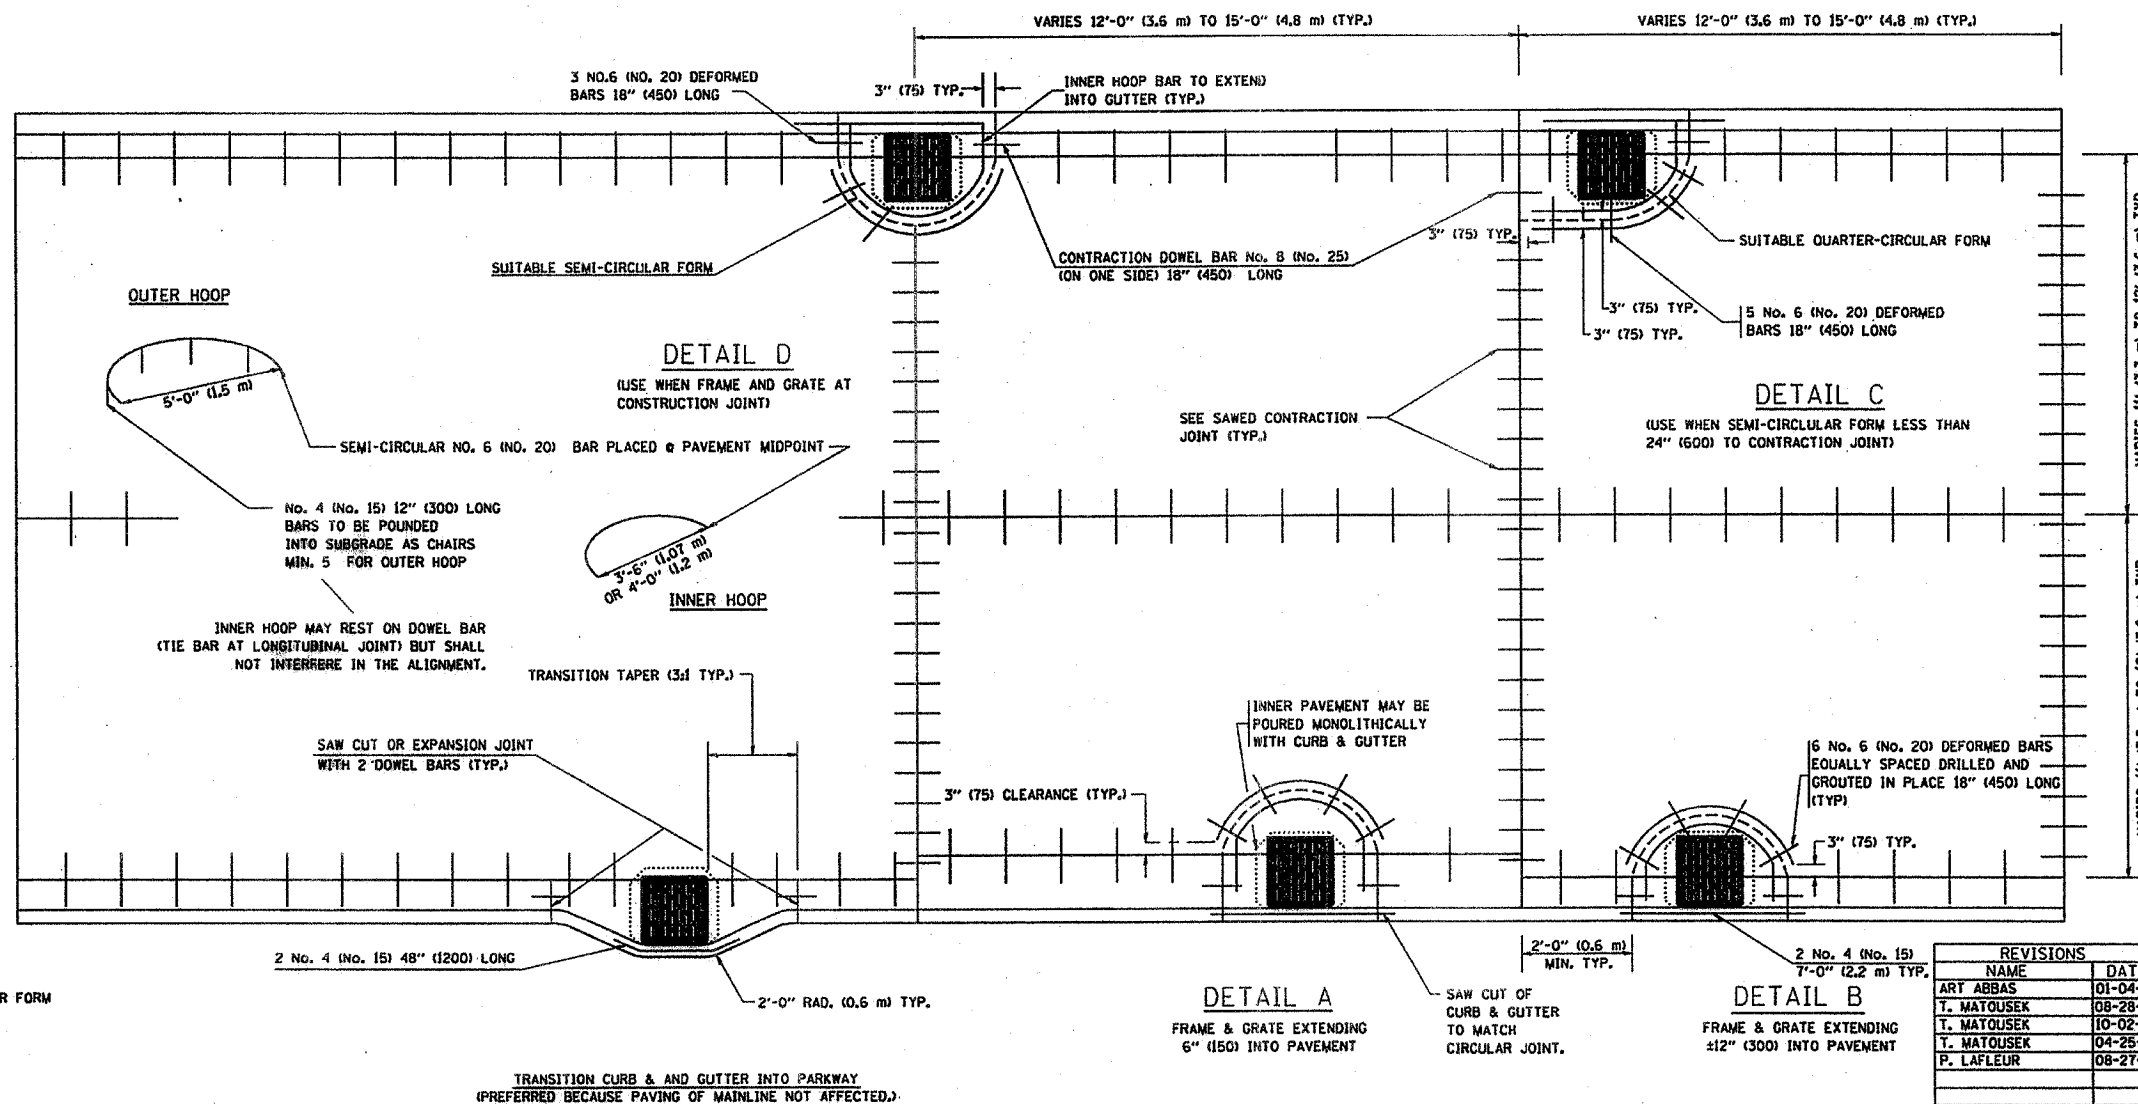 VARIES 12'-0" (3.6 m) TO 15'-0" (4.8 m) (TYP.)
VARIES 12'-0" (3.6 m) TO 15'-0" (4.8 m) (TYP.)
3 NO.6 (NO. 20) DEFORMED
BARS 18" (450) LONG
3" (75) TYP.
INNER HOOP BAR TO EXTEND
INTO GUTTER (TYP.)
SUITABLE SEMI-CIRCULAR FORM
CONTRACTION DOWEL BAR No. 8 (No. 25)
(ON ONE SIDE) 18" (450) LONG
3" (75) TYP.
SUITABLE QUARTER-CIRCULAR FORM
3" (75) TYP.
3" (75) TYP.
5 No. 6 (No. 20) DEFORMED
BARS 18" (450) LONG
OUTER HOOP
5'-0" (1.5 m)
DETAIL D
(USE WHEN FRAME AND GRATE AT
CONSTRUCTION JOINT)
SEMI-CIRCULAR NO. 6 (NO. 20) BAR PLACED @ PAVEMENT MIDPOINT
SEE SAWED CONTRACTION
JOINT (TYP.)
DETAIL C
(USE WHEN SEMI-CIRCLULAR FORM LESS THAN
24" (600) TO CONTRACTION JOINT)
No. 4 (No. 15) 12" (300) LONG
BARS TO BE POUNDED
INTO SUBGRADE AS CHAIRS
MIN. 5 FOR OUTER HOOP
3'-6" (1.07 m)
OR 4'-0" (1.2 m)
INNER HOOP
INNER HOOP MAY REST ON DOWEL BAR
(TIE BAR AT LONGITUDINAL JOINT) BUT SHALL
NOT INTERFERE IN THE ALIGNMENT.
TRANSITION TAPER (3:1 TYP.)
SAW CUT OR EXPANSION JOINT
WITH 2 DOWEL BARS (TYP.)
INNER PAVEMENT MAY BE
POURED MONOLITHICALLY
WITH CURB & GUTTER
3" (75) CLEARANCE (TYP.)
6 No. 6 (No. 20) DEFORMED BARS
EQUALLY SPACED DRILLED AND
GROUTED IN PLACE 18" (450) LONG
(TYP)
3" (75) TYP.
2 No. 4 (No. 15) 48" (1200) LONG
2'-0" RAD. (0.6 m) TYP.
2'-0" (0.6 m)
MIN. TYP.
2 No. 4 (No. 15)
7'-0" (2.2 m) TYP.
R FORM
DETAIL A
FRAME & GRATE EXTENDING
6" (150) INTO PAVEMENT
SAW CUT OF
CURB & GUTTER
TO MATCH
CIRCULAR JOINT.
DETAIL B
FRAME & GRATE EXTENDING
±12" (300) INTO PAVEMENT
TRANSITION CURB & AND GUTTER INTO PARKWAY
(PREFERRED BECAUSE PAVING OF MAINLINE NOT AFFECTED.)
REVISIONS
NAME DAT
ART ABBAS 01-04-
T. MATOUSEK 08-28-
T. MATOUSEK 10-02-
T. MATOUSEK 04-25-
P. LAFLEUR 08-27-